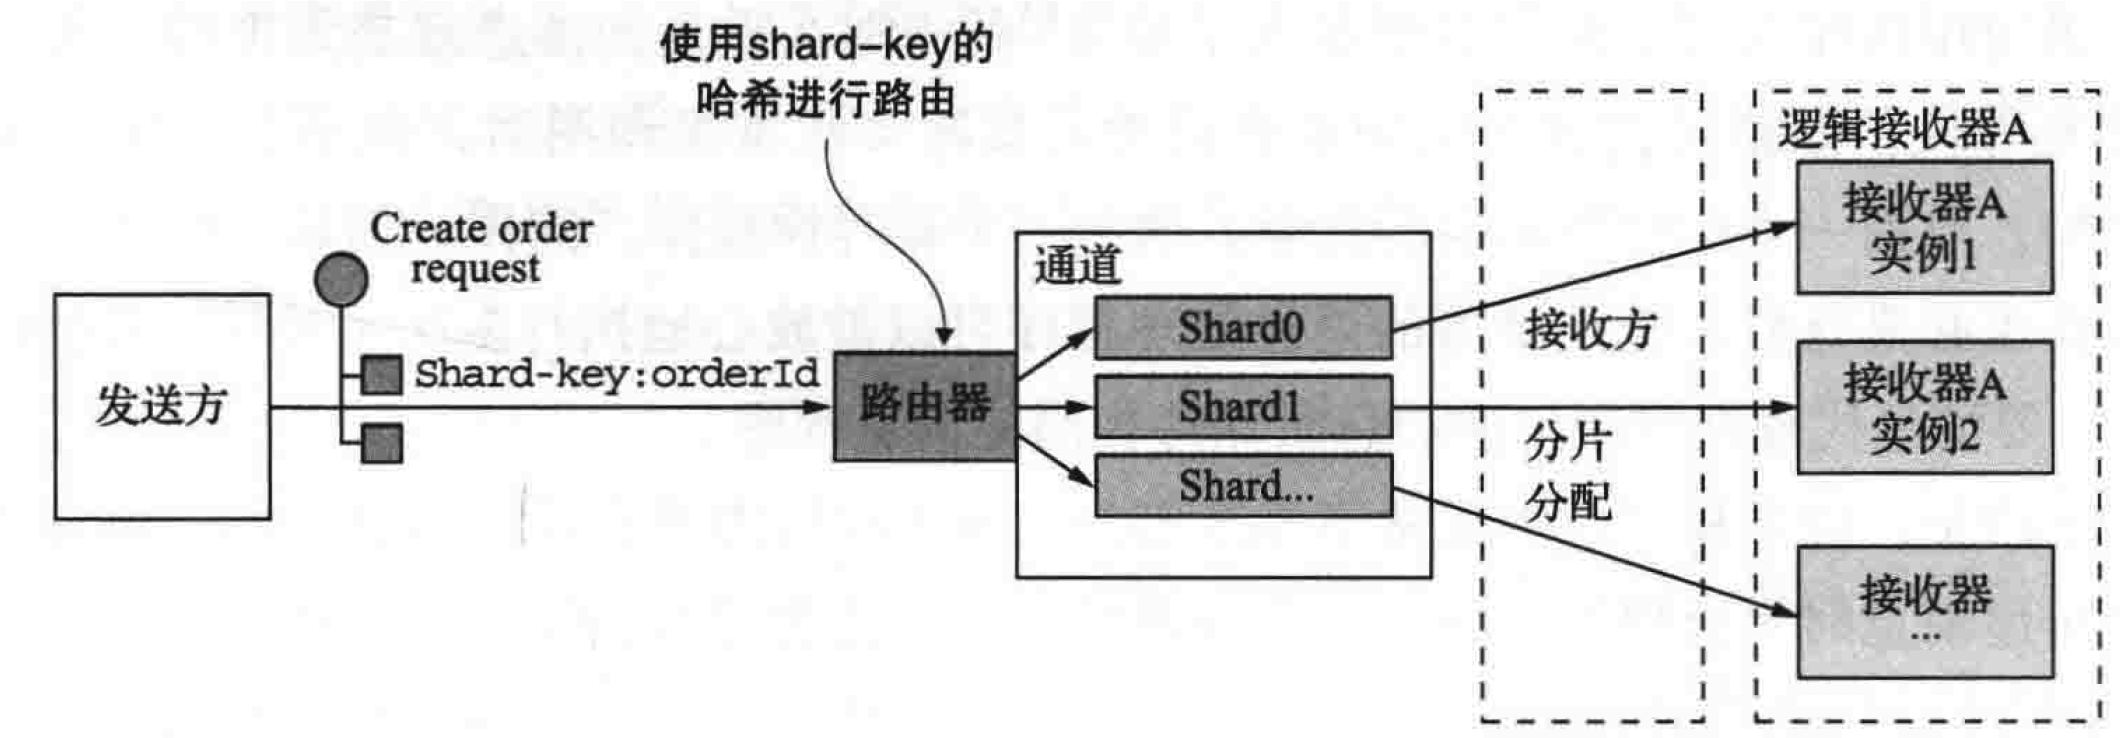 使用shard-key的
哈希进行路由
Create order
request
发送方
Shard-key:orderId
路由器
通道
Shard0
Shard1
Shard...
接收方
分片
分配
逻辑接收器A
接收器A
实例1
接收器A
实例2
接收器
...